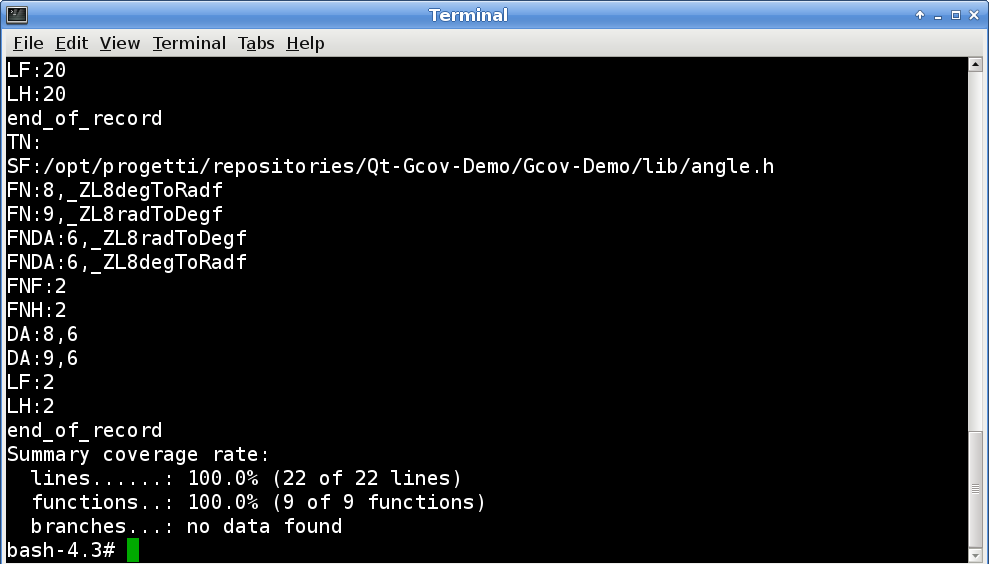 Terminal
File Edit View Terminal Tabs Help
LF:20
LH:20
end_of_record
TN:
SF:/opt/progetti/repositories/Qt-Gcov-Demo/Gcov-Demo/lib/angle.h
FN:8,_ZL8degToRadf
FN:9,_ZL8radToDegf
FNDA:6,_ZL8radToDegf
FNDA:6,_ZL8degToRadf
FNF:2
FNH:2
DA:8,6
DA:9,6
LF:2
LH:2
end_of_record
Summary coverage rate:
  lines......: 100.0% (22 of 22 lines)
  functions..: 100.0% (9 of 9 functions)
  branches...: no data found
bash-4.3#